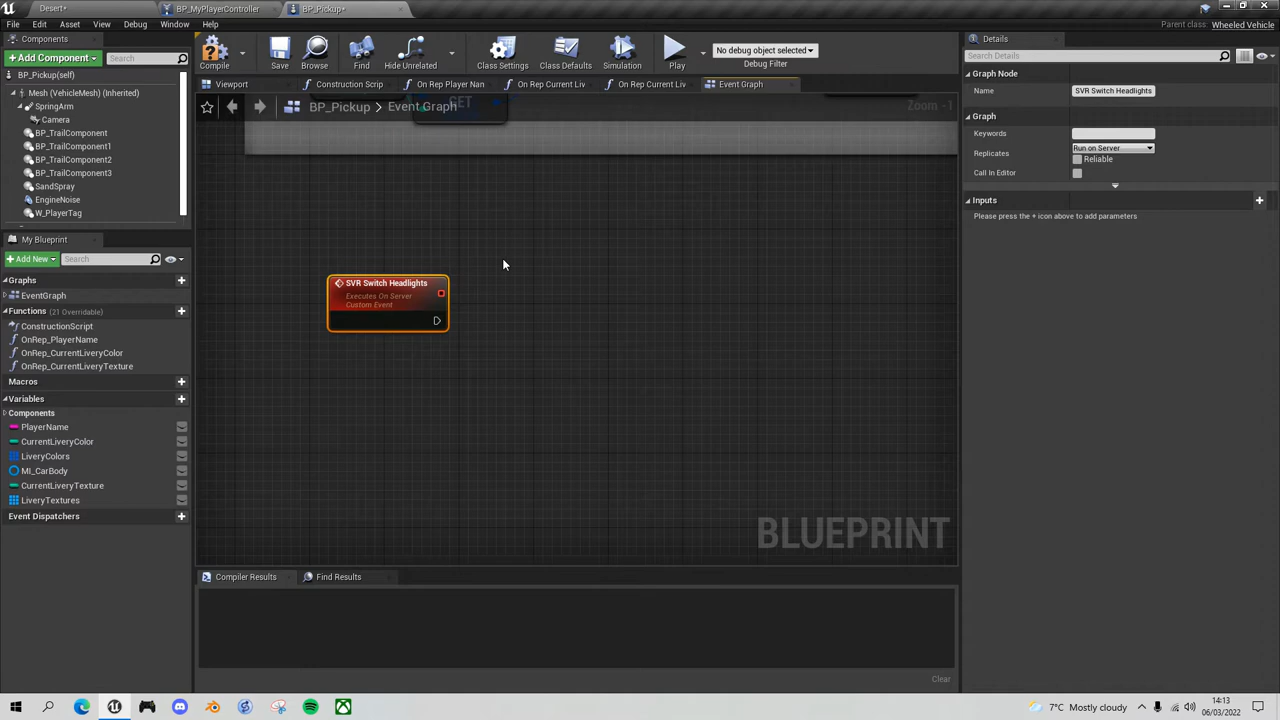 Desert*
BP_MyPlayerController
BP_Pickup*
File Edit Asset View Debug Window Help
Parent class: Wheeled Vehicle
Components
Add Component
Search
BP_Pickup(self)
Mesh (VehicleMesh) (Inherited)
SpringArm
Camera
BP_TrailComponent
BP_TrailComponent1
BP_TrailComponent2
BP_TrailComponent3
SandSpray
EngineNoise
W_PlayerTag
My Blueprint
Add New
Search
Graphs
EventGraph
Functions (21 Overridable)
ConstructionScript
OnRep_PlayerName
OnRep_CurrentLiveryColor
OnRep_CurrentLiveryTexture
Macros
Variables
Components
PlayerName
CurrentLiveryColor
LiveryColors
MI_CarBody
CurrentLiveryTexture
LiveryTextures
Event Dispatchers
Compile
Save
Browse
Find
Hide Unrelated
Class Settings
Class Defaults
Simulation
Play
No debug object selected
Debug Filter
Viewport
Construction Scrip
On Rep Player Nan
On Rep Current Liv
On Rep Current Liv
Event Graph
BP_Pickup > Event Graph
Zoom -1
GET
SVR Switch Headlights
Executes On Server
Custom Event
BLUEPRINT
Compiler Results
Find Results
Clear
Details
Search Details
Graph Node
Name SVR Switch Headlights
Graph
Keywords
Replicates Run on Server
Reliable
Call In Editor
Inputs
Please press the + icon above to add parameters
7°C Mostly cloudy
14:13
06/03/2022